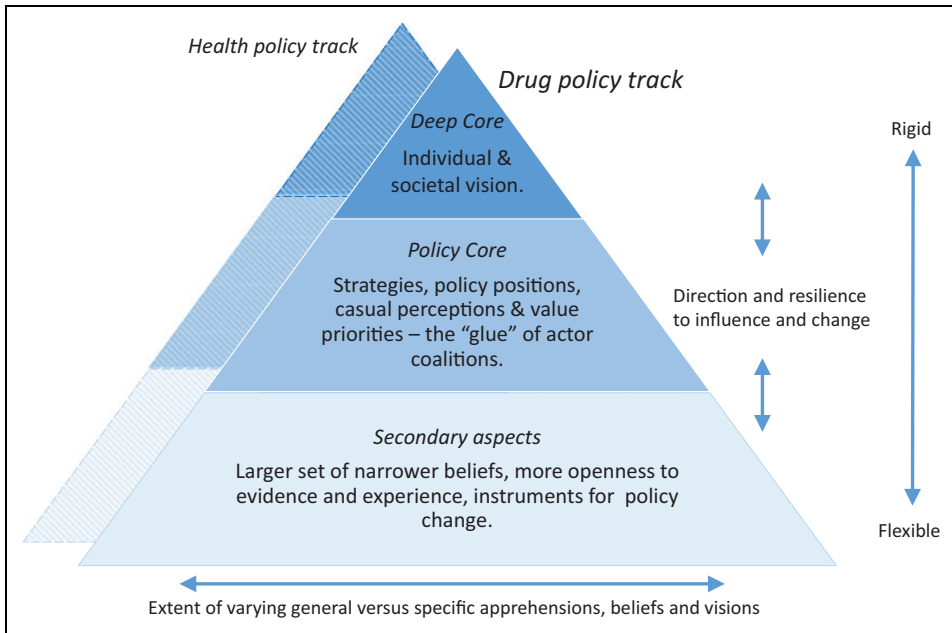 Health policy track
Drug policy track
Deep Core
Individual &
societal vision.
Policy Core
Strategies, policy positions,
casual perceptions & value
priorities – the “glue” of actor
coalitions.
Secondary aspects
Larger set of narrower beliefs, more openness to
evidence and experience, instruments for policy
change.
Rigid
Direction and resilience
to influence and change
Flexible
Extent of varying general versus specific apprehensions, beliefs and visions